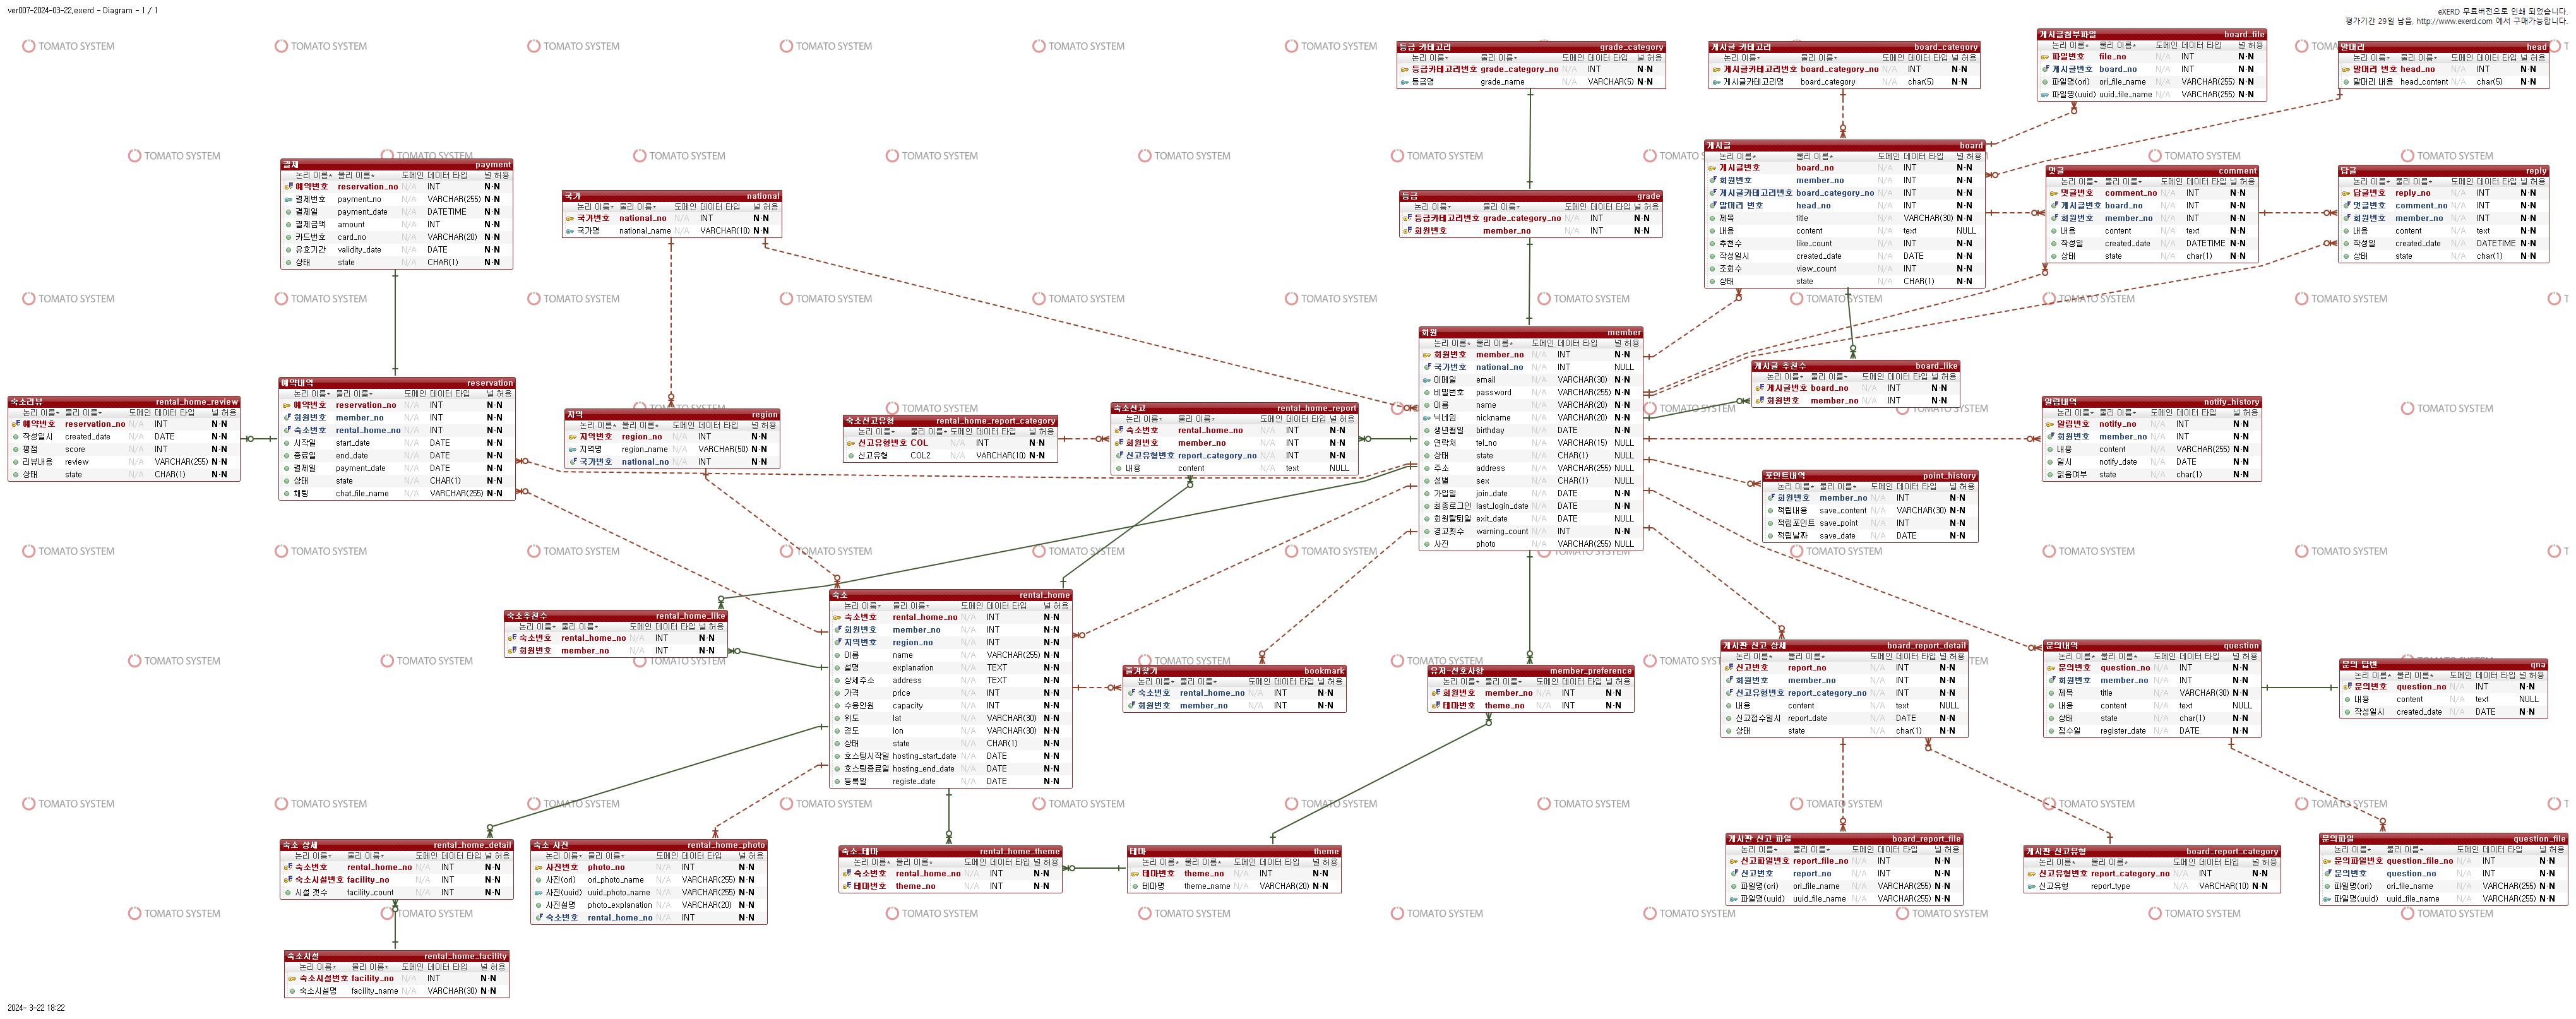 ver007-2024-03-22,exerd - Diagram - 1 / 1
eXERD 무료버전으로 인쇄 되었습니다.
평가기간 29일 남음, http://www.exerd.com 에서 구매가능합니다.
TOMATO SYSTEM
등급 카테고리 grade_category
논리 이름 물리 이름 도메인 데이터 타입 널 허용
등급카테고리번호 grade_category_no N/A INT N-N
등급명 grade_name N/A VARCHAR(5) N-N
게시글 카테고리 board_category
논리 이름 물리 이름 도메인 데이터 타입 널 허용
게시글카테고리번호 board_category_no N/A INT N-N
게시글카테고리명 board_category N/A char(5) N-N
게시글첨부파일 board_file
논리 이름 물리 이름 도메인 데이터 타입 널 허용
파일번호 file_no N/A INT N-N
게시글번호 board_no N/A INT N-N
파일명(ori) ori_file_name N/A VARCHAR(255) N-N
파일명(uuid) uuid_file_name N/A VARCHAR(255) N-N
말머리 head
논리 이름 물리 이름 도메인 데이터 타입 널 허용
말머리 번호 head_no N/A INT N-N
말머리 내용 head_content N/A char(5) N-N
결제 payment
논리 이름 물리 이름 도메인 데이터 타입 널 허용
예약번호 reservation_no N/A INT N-N
결제번호 payment_no N/A VARCHAR(255) N-N
결제일 payment_date N/A DATETIME N-N
결제금액 amount N/A INT N-N
카드번호 card_no N/A VARCHAR(20) N-N
유효기간 validity_date N/A DATE N-N
상태 state N/A CHAR(1) N-N
국가 national
논리 이름 물리 이름 도메인 데이터 타입 널 허용
국가번호 national_no N/A INT N-N
국가명 national_name N/A VARCHAR(10) N-N
등급 grade
논리 이름 물리 이름 도메인 데이터 타입 널 허용
등급카테고리번호 grade_category_no N/A INT N-N
회원번호 member_no N/A INT N-N
게시글 board
논리 이름 물리 이름 도메인 데이터 타입 널 허용
게시글번호 board_no N/A INT N-N
회원번호 member_no N/A INT N-N
게시글카테고리번호 board_category_no N/A INT N-N
말머리 번호 head_no N/A INT N-N
제목 title N/A VARCHAR(30) N-N
내용 content N/A text NULL
추천수 like_count N/A INT N-N
작성일시 created_date N/A DATE N-N
조회수 view_count N/A INT N-N
상태 state N/A CHAR(1) N-N
댓글 comment
논리 이름 물리 이름 도메인 데이터 타입 널 허용
댓글번호 comment_no N/A INT N-N
게시글번호 board_no N/A INT N-N
회원번호 member_no N/A INT N-N
내용 content N/A text N-N
작성일 created_date N/A DATETIME N-N
상태 state N/A char(1) N-N
답글 reply
논리 이름 물리 이름 도메인 데이터 타입 널 허용
답글번호 reply_no N/A INT N-N
댓글번호 comment_no N/A INT N-N
회원번호 member_no N/A INT N-N
내용 content N/A text N-N
작성일 created_date N/A DATETIME N-N
상태 state N/A char(1) N-N
숙소리뷰 rental_home_review
논리 이름 물리 이름 도메인 데이터 타입 널 허용
예약번호 reservation_no N/A INT N-N
작성일시 created_date N/A DATE N-N
평점 score N/A INT N-N
리뷰내용 review N/A VARCHAR(255) N-N
상태 state N/A CHAR(1) N-N
예약내역 reservation
논리 이름 물리 이름 도메인 데이터 타입 널 허용
예약번호 reservation_no N/A INT N-N
회원번호 member_no N/A INT N-N
숙소번호 rental_home_no N/A INT N-N
시작일 start_date N/A DATE N-N
종료일 end_date N/A DATE N-N
결제일 payment_date N/A DATE N-N
상태 state N/A CHAR(1) N-N
채팅 chat_file_name N/A VARCHAR(255) N-N
지역 region
논리 이름 물리 이름 도메인 데이터 타입 널 허용
지역번호 region_no N/A INT N-N
지역명 region_name N/A VARCHAR(50) N-N
국가번호 national_no N/A INT N-N
숙소신고유형 rental_home_report_category
논리 이름 물리 이름 도메인 데이터 타입 널 허용
신고유형번호 COL N/A INT N-N
신고유형 COL2 N/A VARCHAR(10) N-N
숙소신고 rental_home_report
논리 이름 물리 이름 도메인 데이터 타입 널 허용
숙소번호 rental_home_no N/A INT N-N
회원번호 member_no N/A INT N-N
신고유형번호 report_category_no N/A INT N-N
내용 content N/A text NULL
회원 member
논리 이름 물리 이름 도메인 데이터 타입 널 허용
회원번호 member_no N/A INT N-N
국가번호 national_no N/A INT NULL
이메일 email N/A VARCHAR(30) N-N
비밀번호 password N/A VARCHAR(255) N-N
이름 name N/A VARCHAR(20) N-N
닉네임 nickname N/A VARCHAR(20) N-N
생년월일 birthday N/A DATE N-N
연락처 tel_no N/A VARCHAR(15) NULL
상태 state N/A CHAR(1) NULL
주소 address N/A VARCHAR(255) NULL
성별 sex N/A CHAR(1) NULL
가입일 join_date N/A DATE N-N
최종로그인 last_login_date N/A DATE N-N
회원탈퇴일 exit_date N/A DATE NULL
경고횟수 warning_count N/A INT N-N
사진 photo N/A VARCHAR(255) NULL
게시글 추천수 board_like
논리 이름 물리 이름 도메인 데이터 타입 널 허용
게시글번호 board_no N/A INT N-N
회원번호 member_no N/A INT N-N
알림내역 notify_history
논리 이름 물리 이름 도메인 데이터 타입 널 허용
알림번호 notify_no N/A INT N-N
회원번호 member_no N/A INT N-N
내용 content N/A VARCHAR(255) N-N
일시 notify_date N/A DATE N-N
읽음여부 state N/A char(1) N-N
포인트내역 point_history
논리 이름 물리 이름 도메인 데이터 타입 널 허용
회원번호 member_no N/A INT N-N
적립내용 save_content N/A VARCHAR(30) N-N
적립포인트 save_point N/A INT N-N
적립날짜 save_date N/A DATE N-N
숙소추천수 rental_home_like
논리 이름 물리 이름 도메인 데이터 타입 널 허용
숙소번호 rental_home_no N/A INT N-N
회원번호 member_no N/A INT N-N
숙소 rental_home
논리 이름 물리 이름 도메인 데이터 타입 널 허용
숙소번호 rental_home_no N/A INT N-N
회원번호 member_no N/A INT N-N
지역번호 region_no N/A INT N-N
이름 name N/A VARCHAR(255) N-N
설명 explanation N/A TEXT N-N
상세주소 address N/A TEXT N-N
가격 price N/A INT N-N
수용인원 capacity N/A INT N-N
위도 lat N/A VARCHAR(30) N-N
경도 lon N/A VARCHAR(30) N-N
상태 state N/A CHAR(1) N-N
호스팅시작일 hosting_start_date N/A DATE N-N
호스팅종료일 hosting_end_date N/A DATE N-N
등록일 registe_date N/A DATE N-N
즐겨찾기 bookmark
논리 이름 물리 이름 도메인 데이터 타입 널 허용
숙소번호 rental_home_no N/A INT N-N
회원번호 member_no N/A INT N-N
유저-선호사항 member_preference
논리 이름 물리 이름 도메인 데이터 타입 널 허용
회원번호 member_no N/A INT N-N
테마번호 theme_no N/A INT N-N
게시판 신고 상세 board_report_detail
논리 이름 물리 이름 도메인 데이터 타입 널 허용
신고번호 report_no N/A INT N-N
회원번호 member_no N/A INT N-N
신고유형번호 report_category_no N/A INT N-N
내용 content N/A text NULL
신고접수일시 report_date N/A DATE N-N
상태 state N/A char(1) N-N
문의내역 question
논리 이름 물리 이름 도메인 데이터 타입 널 허용
문의번호 question_no N/A INT N-N
회원번호 member_no N/A INT N-N
제목 title N/A VARCHAR(30) N-N
내용 content N/A text NULL
상태 state N/A char(1) N-N
접수일 register_date N/A DATE N-N
문의 답변 qna
논리 이름 물리 이름 도메인 데이터 타입 널 허용
문의번호 question_no N/A INT N-N
내용 content N/A text NULL
작성일시 created_date N/A DATE N-N
숙소 상세 rental_home_detail
논리 이름 물리 이름 도메인 데이터 타입 널 허용
숙소번호 rental_home_no N/A INT N-N
숙소시설번호 facility_no N/A INT N-N
시설 갯수 facility_count N/A INT N-N
숙소 사진 rental_home_photo
논리 이름 물리 이름 도메인 데이터 타입 널 허용
사진번호 photo_no N/A INT N-N
사진(ori) ori_photo_name N/A VARCHAR(255) N-N
사진(uuid) uuid_photo_name N/A VARCHAR(255) N-N
사진설명 photo_explanation N/A VARCHAR(20) N-N
숙소번호 rental_home_no N/A INT N-N
숙소_테마 rental_home_theme
논리 이름 물리 이름 도메인 데이터 타입 널 허용
숙소번호 rental_home_no N/A INT N-N
테마번호 theme_no N/A INT N-N
테마 theme
논리 이름 물리 이름 도메인 데이터 타입 널 허용
테마번호 theme_no N/A INT N-N
테마명 theme_name N/A VARCHAR(20) N-N
게시판 신고 파일 board_report_file
논리 이름 물리 이름 도메인 데이터 타입 널 허용
신고파일번호 report_file_no N/A INT N-N
신고번호 report_no N/A INT N-N
파일명(ori) ori_file_name N/A VARCHAR(255) N-N
파일명(uuid) uuid_file_name N/A VARCHAR(255) N-N
게시판 신고유형 board_report_category
논리 이름 물리 이름 도메인 데이터 타입 널 허용
신고유형번호 report_category_no N/A INT N-N
신고유형 report_type N/A VARCHAR(10) N-N
문의파일 question_file
논리 이름 물리 이름 도메인 데이터 타입 널 허용
문의파일번호 question_file_no N/A INT N-N
문의번호 question_no N/A INT N-N
파일명(ori) ori_file_name N/A VARCHAR(255) N-N
파일명(uuid) uuid_file_name N/A VARCHAR(255) N-N
숙소시설 rental_home_facility
논리 이름 물리 이름 도메인 데이터 타입 널 허용
숙소시설번호 facility_no N/A INT N-N
숙소시설명 facility_name N/A VARCHAR(30) N-N
2024- 3-22 18:22